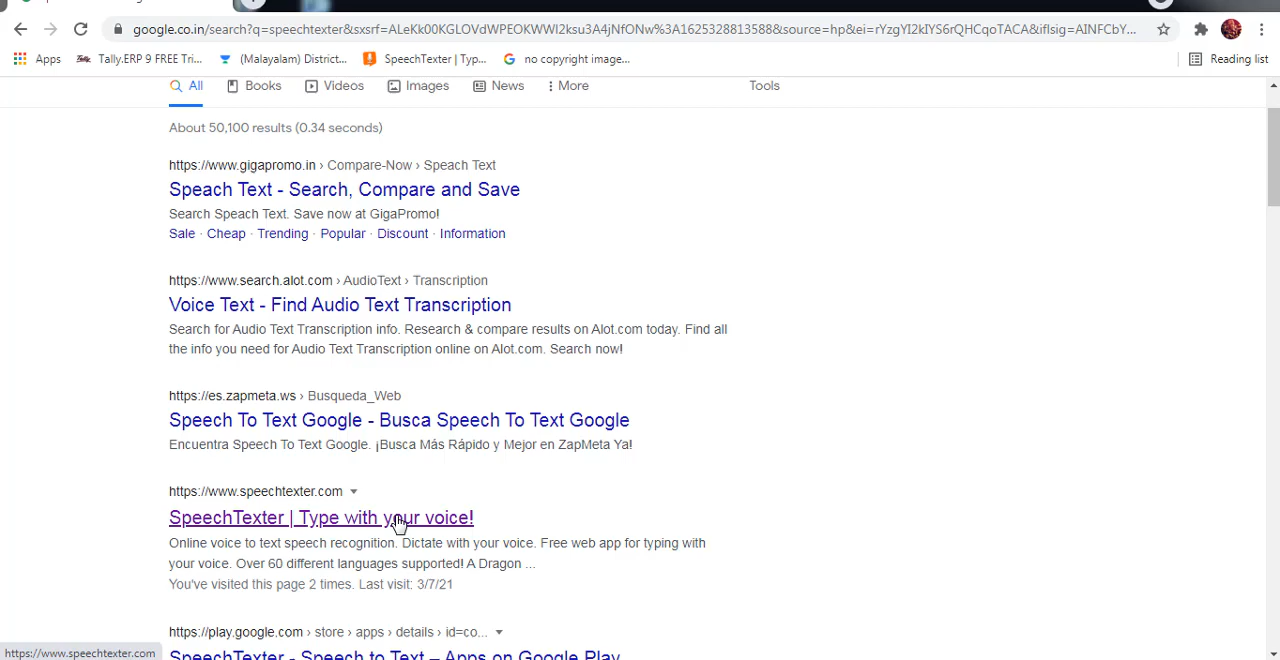 google.co.in/search?q=speechtexter&sxsrf=ALeKk00KGLOVdWPEOKWWI2ksu3A4jNfONw%3A1625328813588&source=hp&ei=rYzgYI2kIYS6rQHCqoTACA&iflsig=AINFCbY...
Apps Tally.ERP 9 FREE Tri... (Malayalam) District... SpeechTexter | Typ... no copyright image... Reading list
All Books Videos Images News More Tools
About 50,100 results (0.34 seconds)
https://www.gigapromo.in › Compare-Now › Speach Text
Speach Text - Search, Compare and Save
Search Speach Text. Save now at GigaPromo!
Sale · Cheap · Trending · Popular · Discount · Information
https://www.search.alot.com › AudioText › Transcription
Voice Text - Find Audio Text Transcription
Search for Audio Text Transcription info. Research & compare results on Alot.com today. Find all
the info you need for Audio Text Transcription online on Alot.com. Search now!
https://es.zapmeta.ws › Busqueda_Web
Speech To Text Google - Busca Speech To Text Google
Encuentra Speech To Text Google. ¡Busca Más Rápido y Mejor en ZapMeta Ya!
https://www.speechtexter.com
SpeechTexter | Type with your voice!
Online voice to text speech recognition. Dictate with your voice. Free web app for typing with
your voice. Over 60 different languages supported! A Dragon ...
You've visited this page 2 times. Last visit: 3/7/21
https://play.google.com › store › apps › details › id=co...
SpeechTexter - Speech to Text – Apps on Google Play
https://www.speechtexter.com